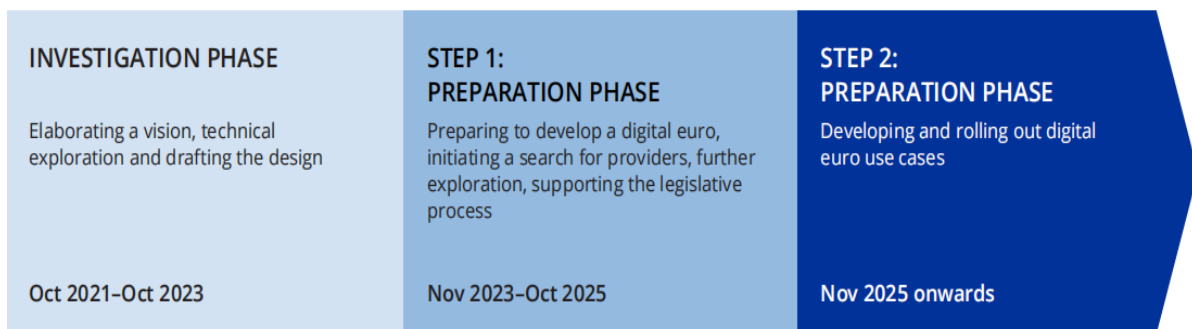 INVESTIGATION PHASE
Elaborating a vision, technical
exploration and drafting the design
Oct 2021–Oct 2023
STEP 1:
PREPARATION PHASE
Preparing to develop a digital euro,
initiating a search for providers, further
exploration, supporting the legislative
process
Nov 2023–Oct 2025
STEP 2:
PREPARATION PHASE
Developing and rolling out digital
euro use cases
Nov 2025 onwards